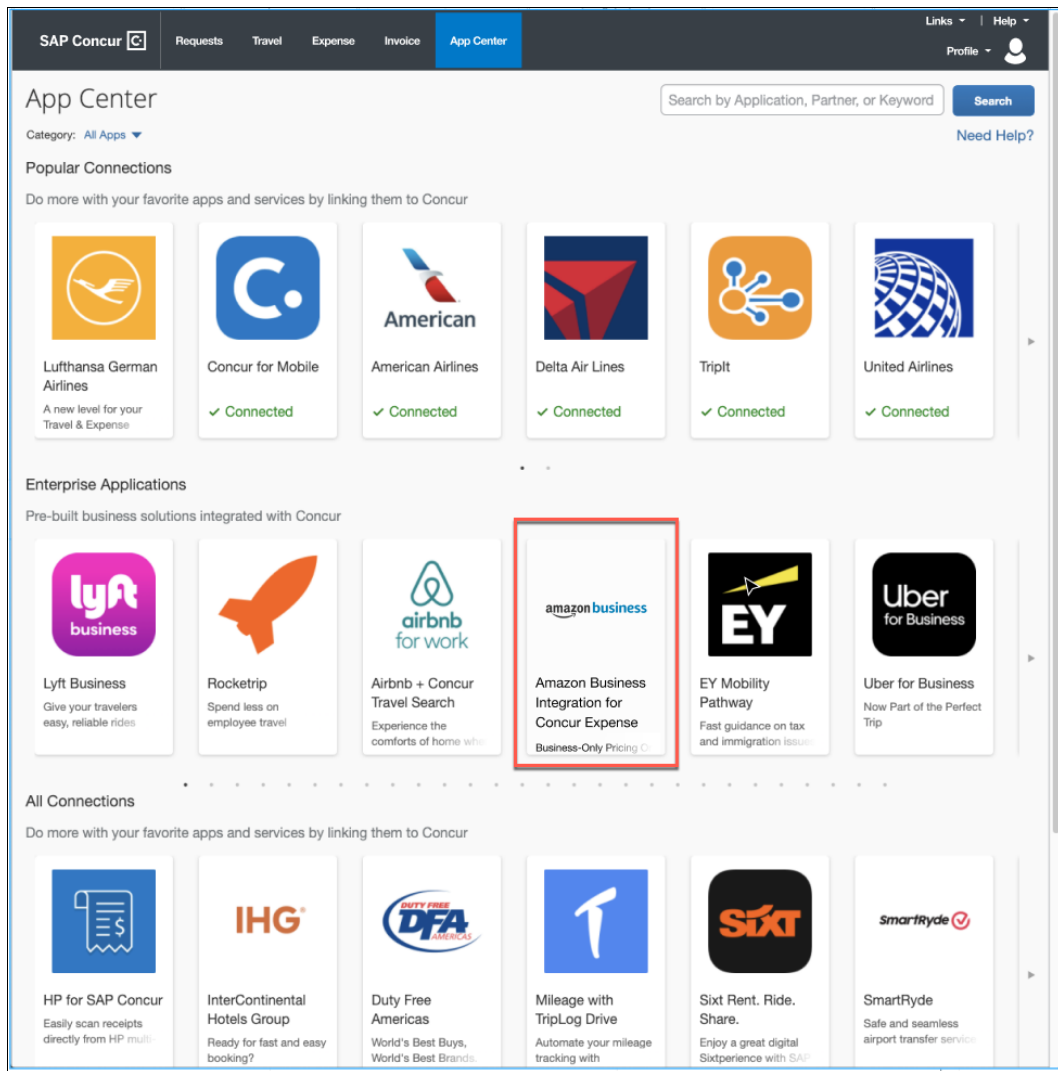 Links | Help
SAP Concur C. Requests Travel Expense Invoice App Center
Profile
App Center
Search by Application, Partner, or Keyword Search
Category: All Apps
Need Help?
Popular Connections
Do more with your favorite apps and services by linking them to Concur
C.
American
Lufthansa German
Airlines
A new level for your
Travel & Expense
Concur for Mobile
✓ Connected
American Airlines
✓ Connected
Delta Air Lines
✓ Connected
TripIt
✓ Connected
United Airlines
✓ Connected
Enterprise Applications
Pre-built business solutions integrated with Concur
lyft
business
Lyft Business
Give your travelers
easy, reliable rides
Rocketrip
Spend less on
employee travel
airbnb
for work
Airbnb + Concur
Travel Search
Experience the
comforts of home whe
amazon business
Amazon Business
Integration for
Concur Expense
Business-Only Pricing
EY
EY Mobility
Pathway
Fast guidance on tax
and immigration issue
Uber
for Business
Uber for Business
Now Part of the Perfect
Trip
All Connections
Do more with your favorite apps and services by linking them to Concur
$
HP for SAP Concur
Easily scan receipts
directly from HP multi-
IHG
InterContinental
Hotels Group
Ready for fast and easy
booking?
DUTY FREE
DFA
AMERICAS
Duty Free
Americas
World's Best Buys,
World's Best Brands.
Mileage with
TripLog Drive
Automate your mileage
tracking with
SIXT
Sixt Rent. Ride.
Share.
Enjoy a great digital
Sixtperience with SAP
SmartRyde
SmartRyde
Safe and seamless
airport transfer service